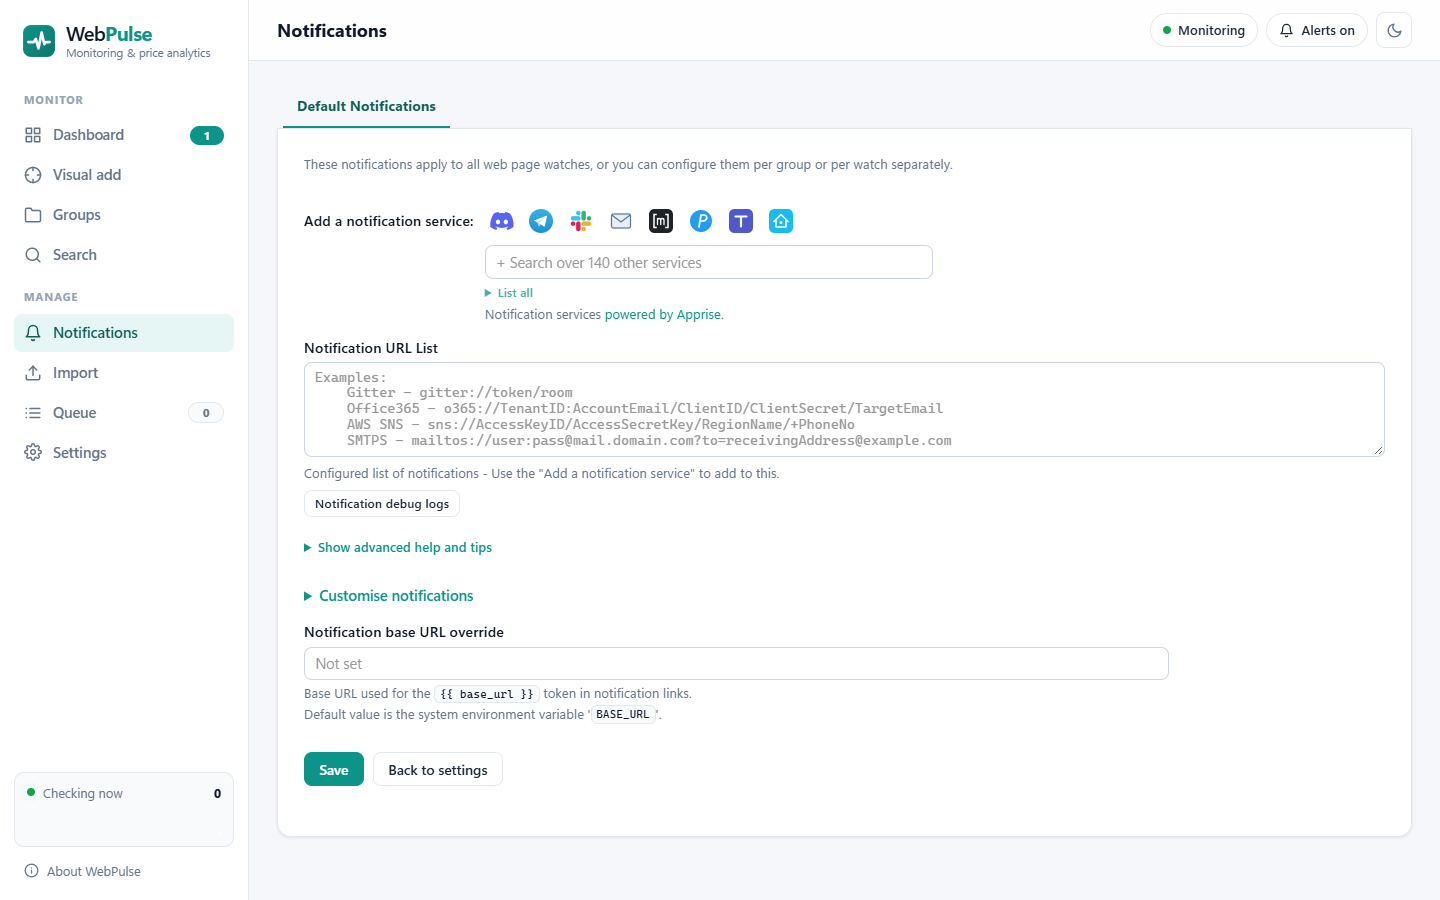 WebPulse
Monitoring & price analytics
MONITOR
Dashboard 1
Visual add
Groups
Search
MANAGE
Notifications
Import
Queue 0
Settings
Checking now 0
About WebPulse
Notifications
Monitoring
Alerts on
Default Notifications
These notifications apply to all web page watches, or you can configure them per group or per watch separately.
Add a notification service:
[m]
P
T
+ Search over 140 other services
List all
Notification services powered by Apprise.
Notification URL List
Examples:
Gitter - gitter://token/room
Office365 - o365://TenantID:AccountEmail/ClientID/ClientSecret/TargetEmail
AWS SNS - sns://AccessKeyID/AccessSecretKey/RegionName/+PhoneNo
SMTPS - mailtos://user:pass@mail.domain.com?to=receivingAddress@example.com
Configured list of notifications - Use the "Add a notification service" to add to this.
Notification debug logs
Show advanced help and tips
Customise notifications
Notification base URL override
Not set
Base URL used for the {{ base_url }} token in notification links.
Default value is the system environment variable 'BASE_URL'.
Save
Back to settings